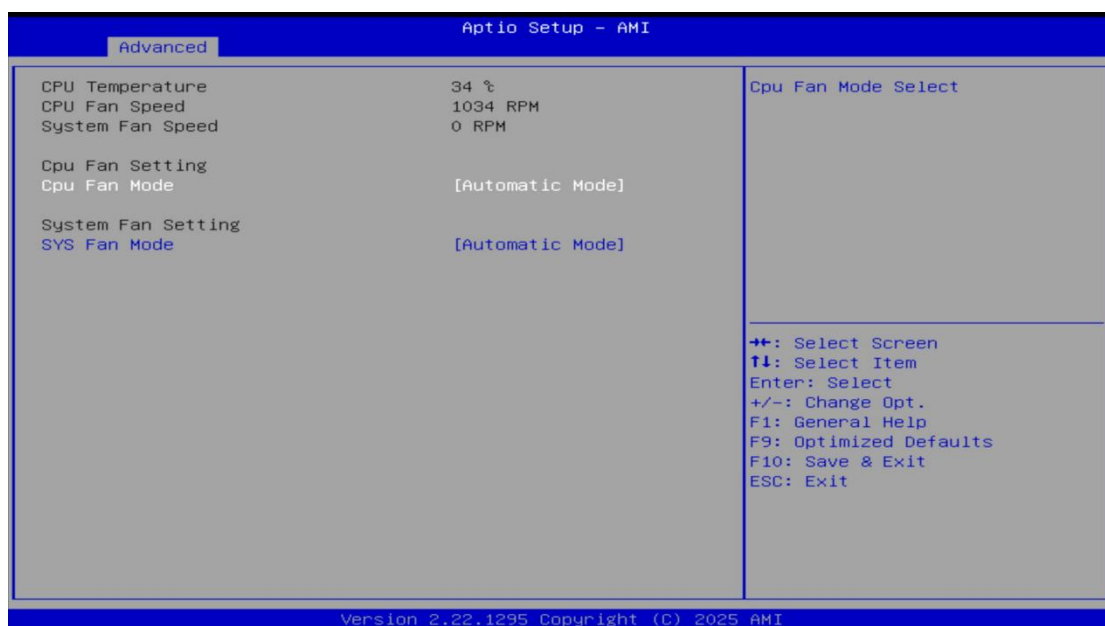 Aptio Setup - AMI
Advanced
CPU Temperature 34 ℃
CPU Fan Speed 1034 RPM
System Fan Speed 0 RPM
Cpu Fan Setting
Cpu Fan Mode [Automatic Mode]
System Fan Setting
SYS Fan Mode [Automatic Mode]
Cpu Fan Mode Select
→←: Select Screen
↑↓: Select Item
Enter: Select
+/-: Change Opt.
F1: General Help
F9: Optimized Defaults
F10: Save & Exit
ESC: Exit
Version 2.22.1295 Copyright (C) 2025 AMI